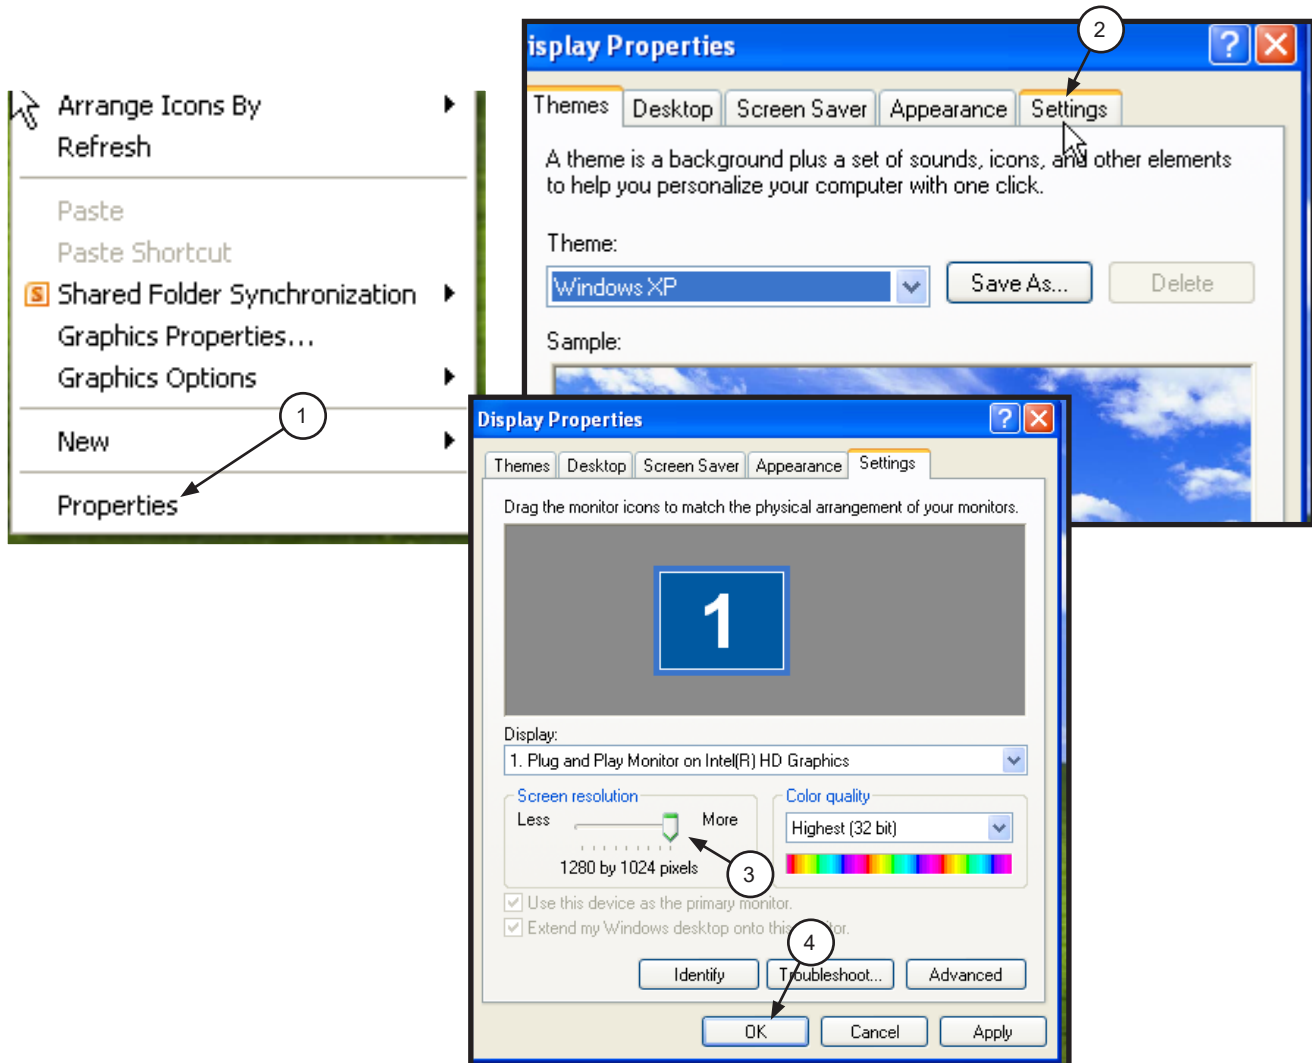 Arrange Icons By
Refresh
Paste
Paste Shortcut
S Shared Folder Synchronization
Graphics Properties...
Graphics Options
1
New
Properties
2
isplay Properties
Themes Desktop Screen Saver Appearance Settings
A theme is a background plus a set of sounds, icons, and other elements
to help you personalize your computer with one click.
Theme:
Windows XP Save As... Delete
Sample:
Display Properties
Themes Desktop Screen Saver Appearance Settings
Drag the monitor icons to match the physical arrangement of your monitors.
1
Display:
1. Plug and Play Monitor on Intel(R) HD Graphics
Screen resolution Color quality
Less More Highest (32 bit)
1280 by 1024 pixels
3
Use this device as the primary monitor.
Extend my Windows desktop onto this monitor.
4
Identify Troubleshoot... Advanced
OK Cancel Apply